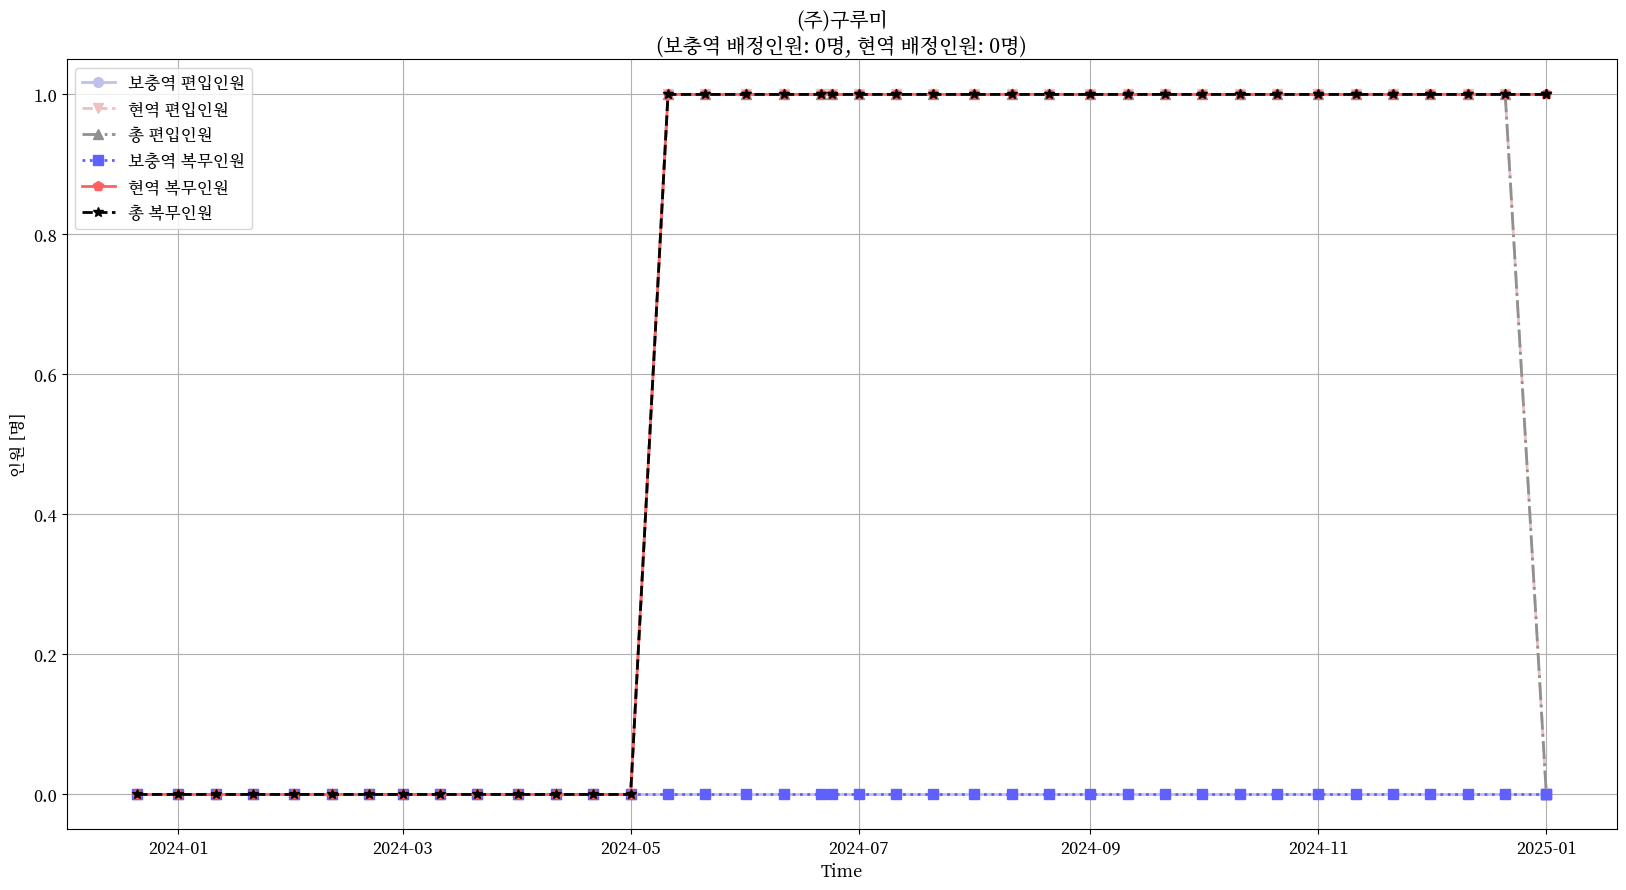 (주)구루미
(보충역 배정인원: 0명, 현역 배정인원: 0명)
보충역 편입인원
현역 편입인원
총 편입인원
보충역 복무인원
현역 복무인원
총 복무인원
인원 [명]
1.0
0.8
0.6
0.4
0.2
0.0
2024-01
2024-03
2024-05
2024-07
2024-09
2024-11
2025-01
Time